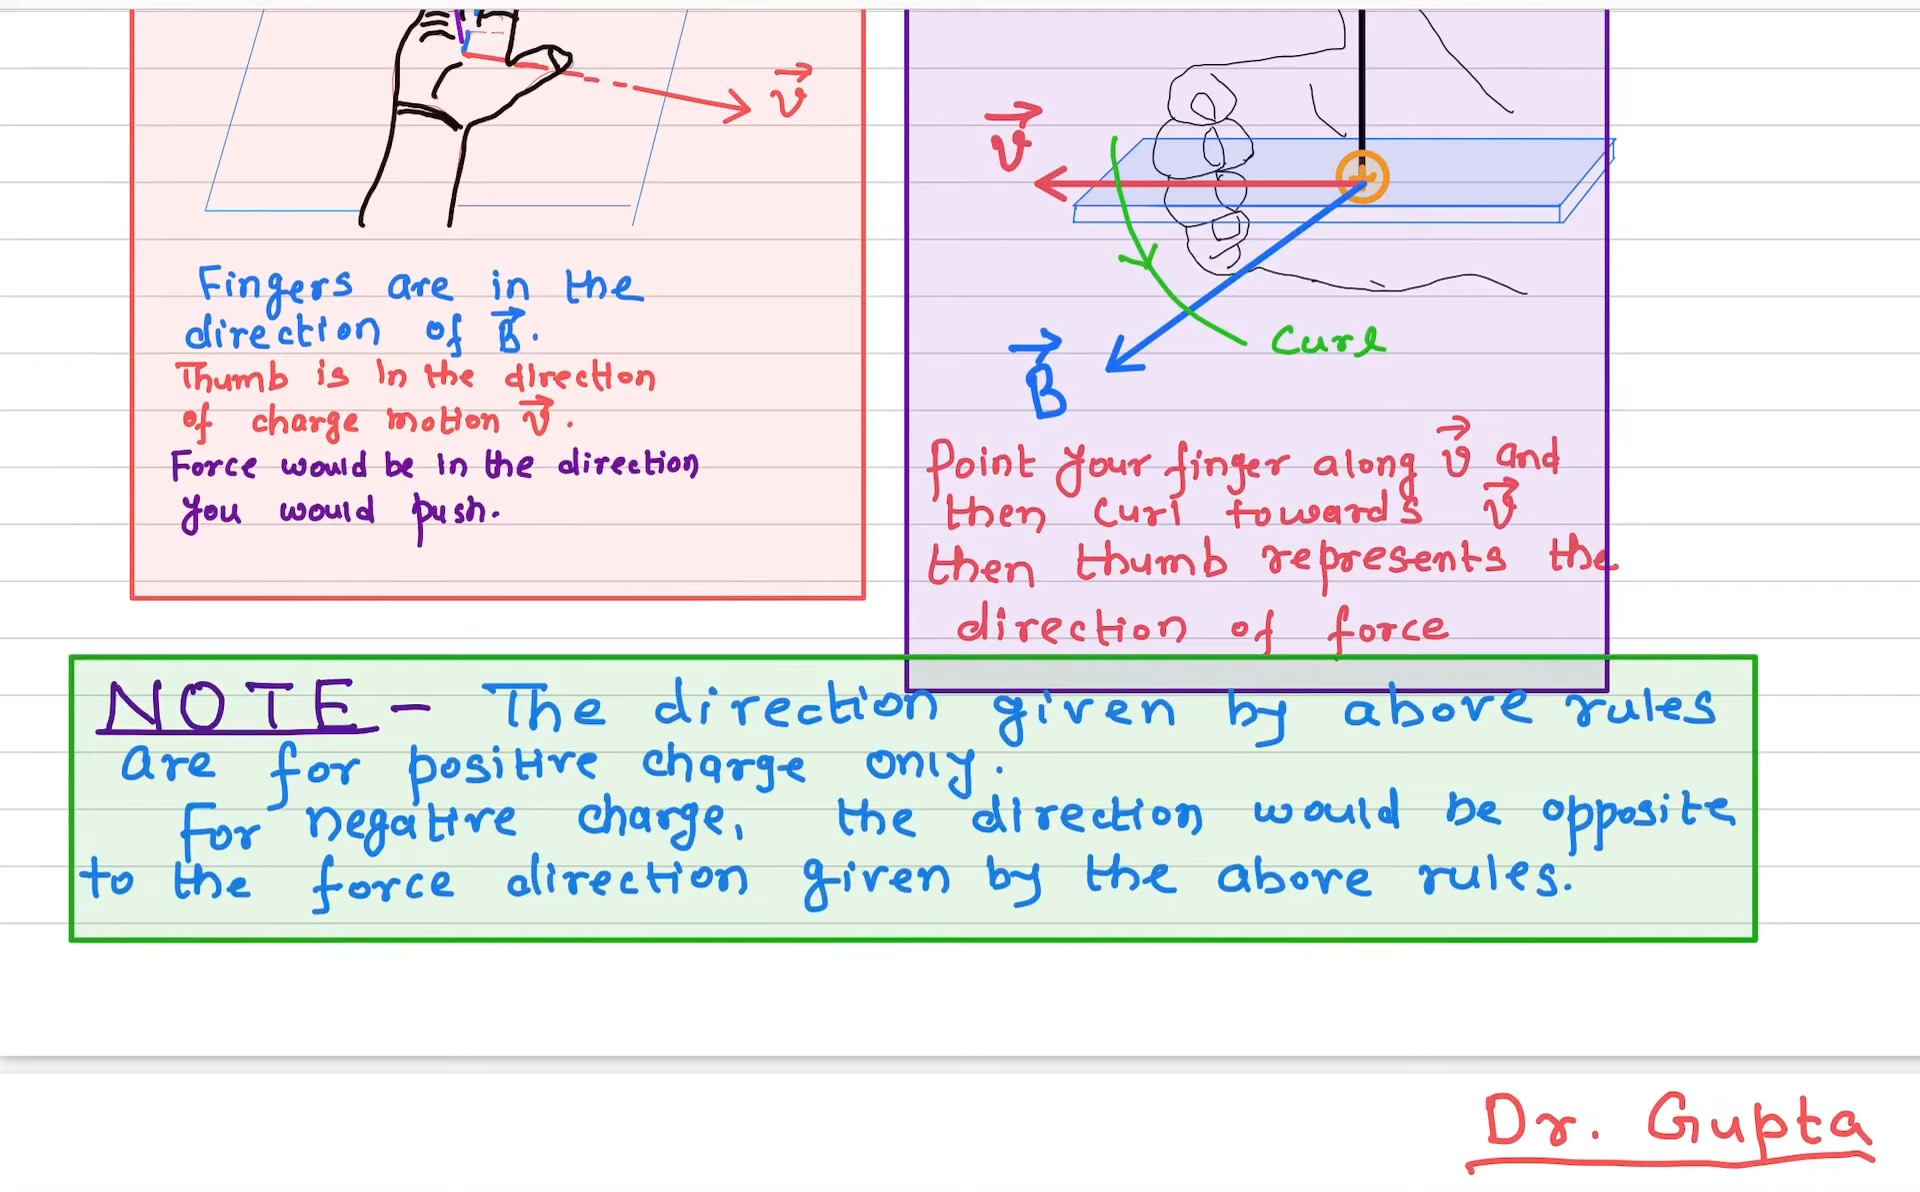 v⃗
Fingers are in the
direction of B⃗.
Thumb is in the direction
of charge motion v⃗.
Force would be in the direction
you would push.
v⃗
B⃗
Curl
Point your finger along v⃗ and
then curl towards v⃗
then thumb represents the
direction of force
NOTE - The direction given by above rules
are for positive charge only.
For negative charge, the direction would be opposite
to the force direction given by the above rules.
Dr. Gupta